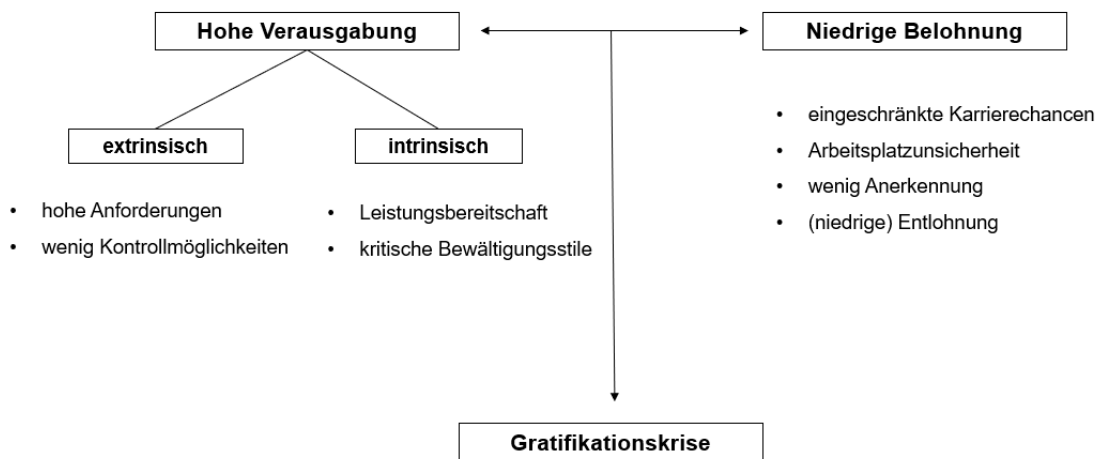 Hohe Verausgabung
Niedrige Belohnung
extrinsisch
intrinsisch
• hohe Anforderungen
• wenig Kontrollmöglichkeiten
• Leistungsbereitschaft
• kritische Bewältigungsstile
• eingeschränkte Karrierechancen
• Arbeitsplatzunsicherheit
• wenig Anerkennung
• (niedrige) Entlohnung
Gratifikationskrise